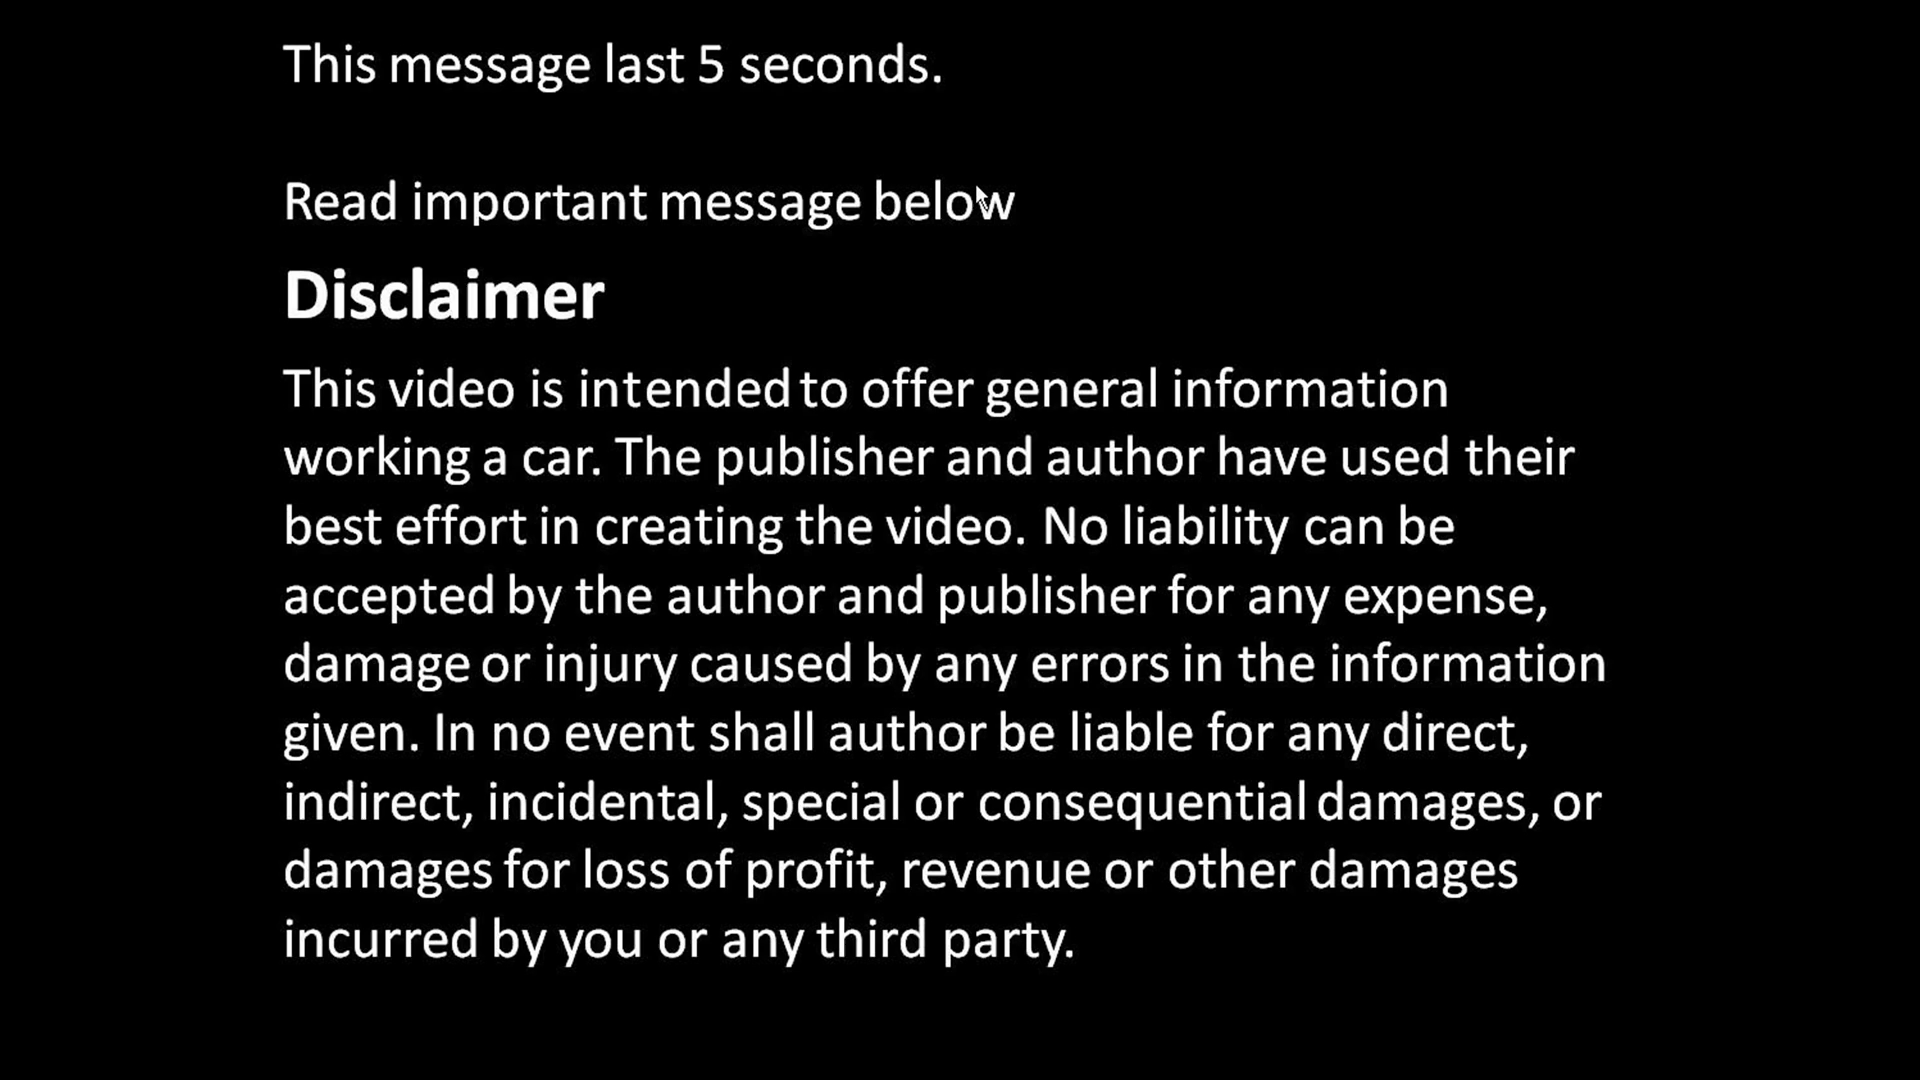 This message last 5 seconds.
Read important message below
Disclaimer
This video is intended to offer general information
working a car. The publisher and author have used their
best effort in creating the video. No liability can be
accepted by the author and publisher for any expense,
damage or injury caused by any errors in the information
given. In no event shall author be liable for any direct,
indirect, incidental, special or consequential damages, or
damages for loss of profit, revenue or other damages
incurred by you or any third party.